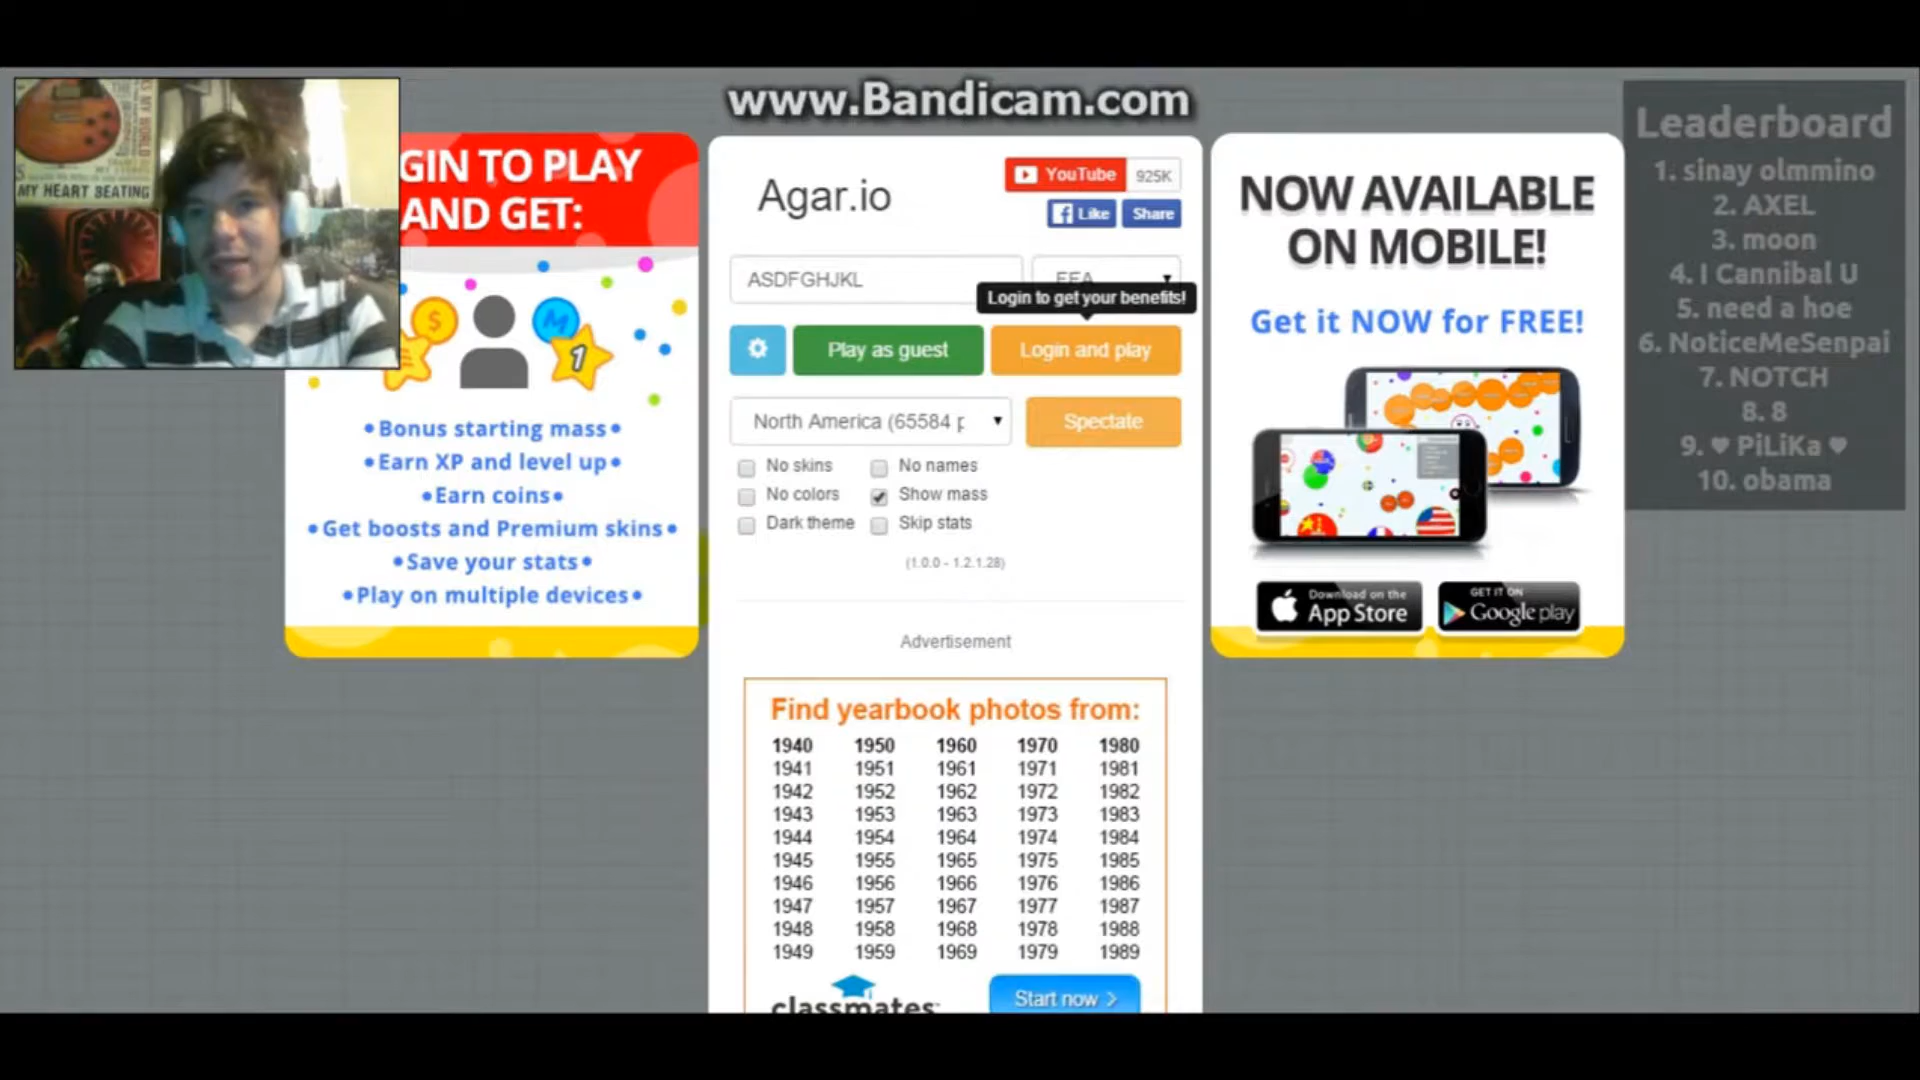 www.Bandicam.com
MY HEART BEATING
GIN TO PLAY
AND GET:
1
•Bonus starting mass•
•Earn XP and level up•
•Earn coins•
•Get boosts and Premium skins•
•Save your stats•
•Play on multiple devices•
Agar.io
YouTube 925K
Like Share
ASDFGHJKL FFA
Login to get your benefits!
Play as guest Login and play
North America (65584 p
Spectate
No skins No names
No colors Show mass
Dark theme Skip stats
(1.0.0 - 1.2.1.28)
Advertisement
Find yearbook photos from:
1940 1950 1960 1970 1980
1941 1951 1961 1971 1981
1942 1952 1962 1972 1982
1943 1953 1963 1973 1983
1944 1954 1964 1974 1984
1945 1955 1965 1975 1985
1946 1956 1966 1976 1986
1947 1957 1967 1977 1987
1948 1958 1968 1978 1988
1949 1959 1969 1979 1989
classmates
Start now >
NOW AVAILABLE
ON MOBILE!
Get it NOW for FREE!
Download on the
App Store
GET IT ON
Google play
Leaderboard
1. sinay olmmino
2. AXEL
3. moon
4. I Cannibal U
5. need a hoe
6. NoticeMeSenpai
7. NOTCH
8. 8
9. ♥ PiLiKa ♥
10. obama